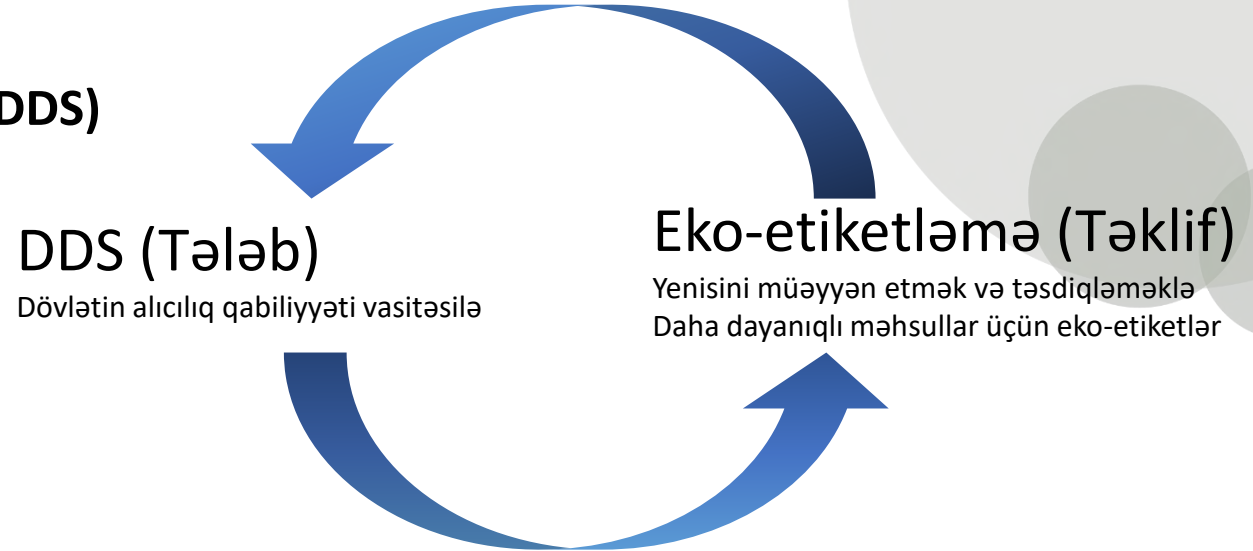 DDS)
DDS (Tələb)
Dövlətin alıcılıq qabiliyyəti vasitəsilə
Eko-etiketləmə (Təklif)
Yenisini müəyyən etmək və təsdiqləməklə
Daha dayanıqlı məhsullar üçün eko-etiketlər